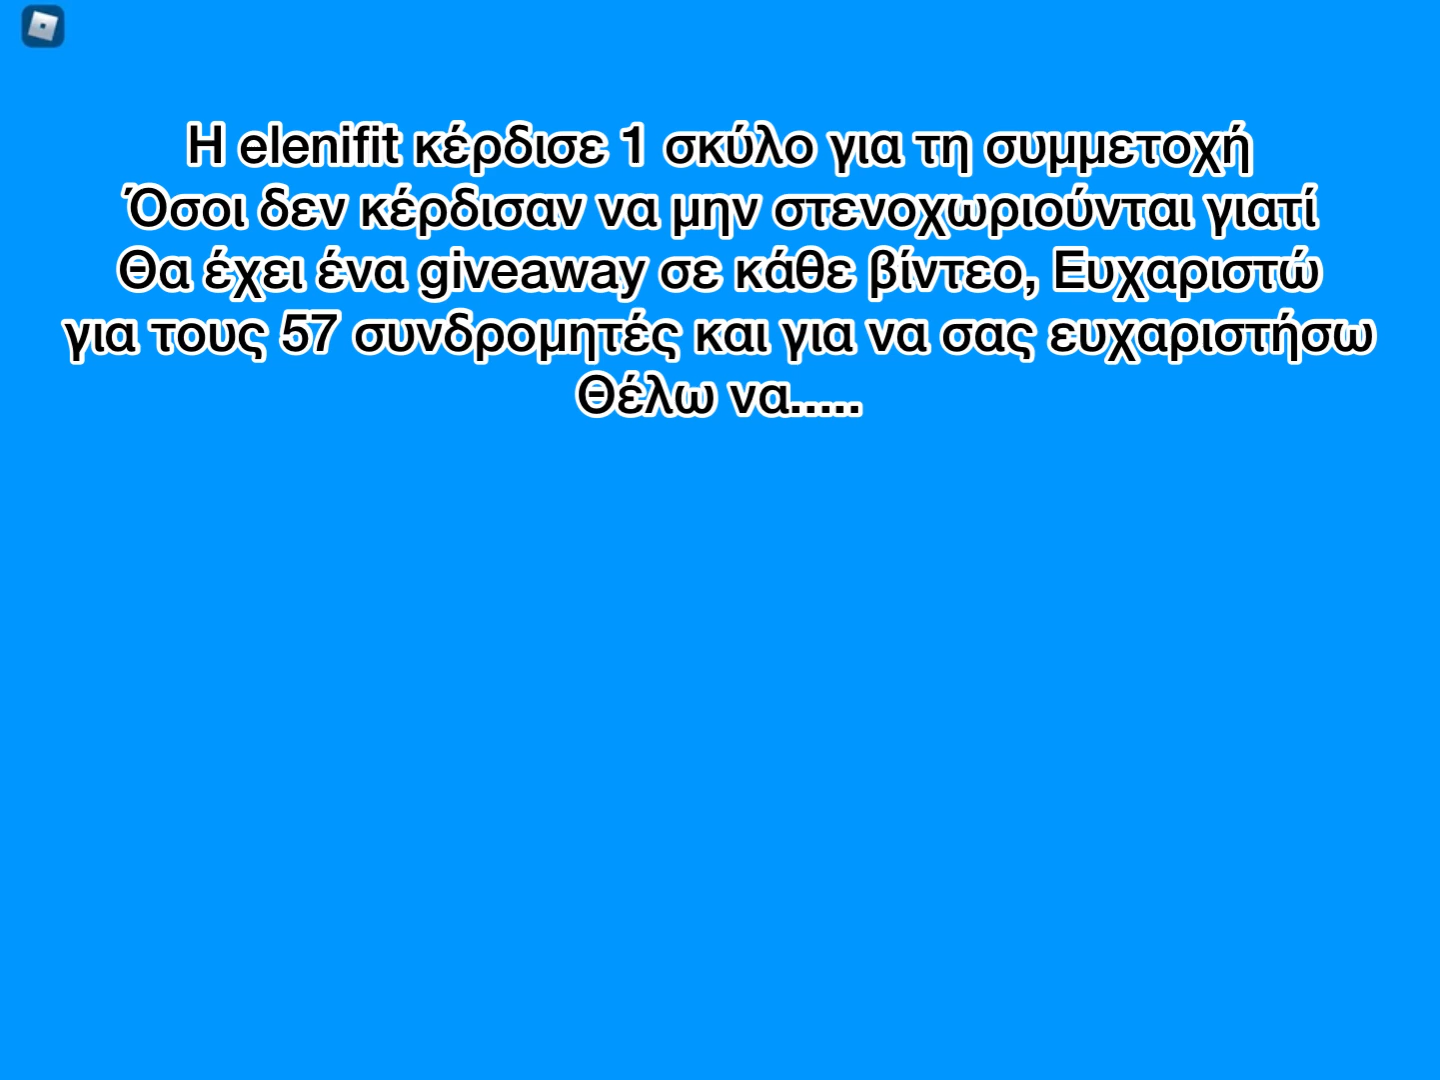 Η elenifit κέρδισε 1 σκύλο για τη συμμετοχή
Όσοι δεν κέρδισαν να μην στενοχωριούνται γιατί
Θα έχει ένα giveaway σε κάθε βίντεο, Ευχαριστώ
για τους 57 συνδρομητές και για να σας ευχαριστήσω
Θέλω να.....